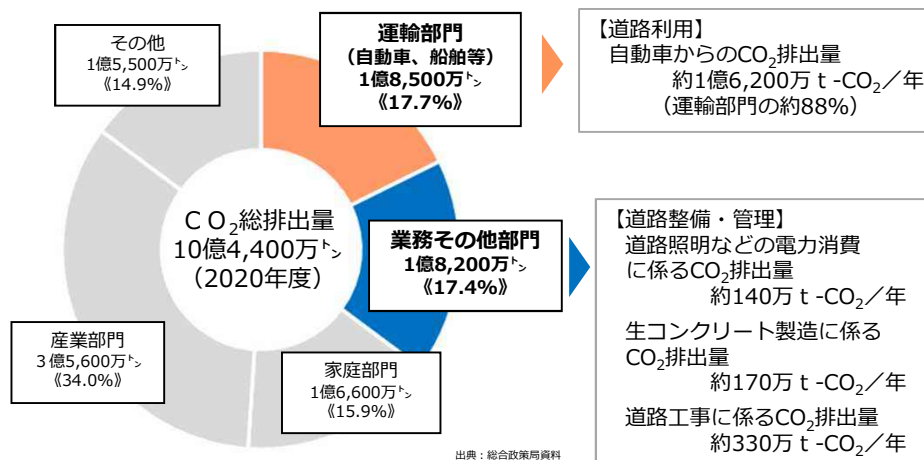 その他
1億5,500万㌧
《14.9%》
運輸部門
(自動車、船舶等)
1億8,500万㌧
《17.7%》
【道路利用】
自動車からのCO₂排出量
約1億6,200万ｔ-CO₂／年
（運輸部門の約88%）
ＣＯ₂総排出量
10億4,400万㌧
（2020年度）
業務その他部門
1億8,200万㌧
《17.4%》
【道路整備・管理】
道路照明などの電力消費
に係るCO₂排出量
約140万ｔ-CO₂／年
生コンクリート製造に係る
CO₂排出量
約170万ｔ-CO₂／年
道路工事に係るCO₂排出量
約330万ｔ-CO₂／年
産業部門
３億5,600万㌧
《34.0%》
家庭部門
1億6,600万㌧
《15.9%》
出典：総合政策局資料